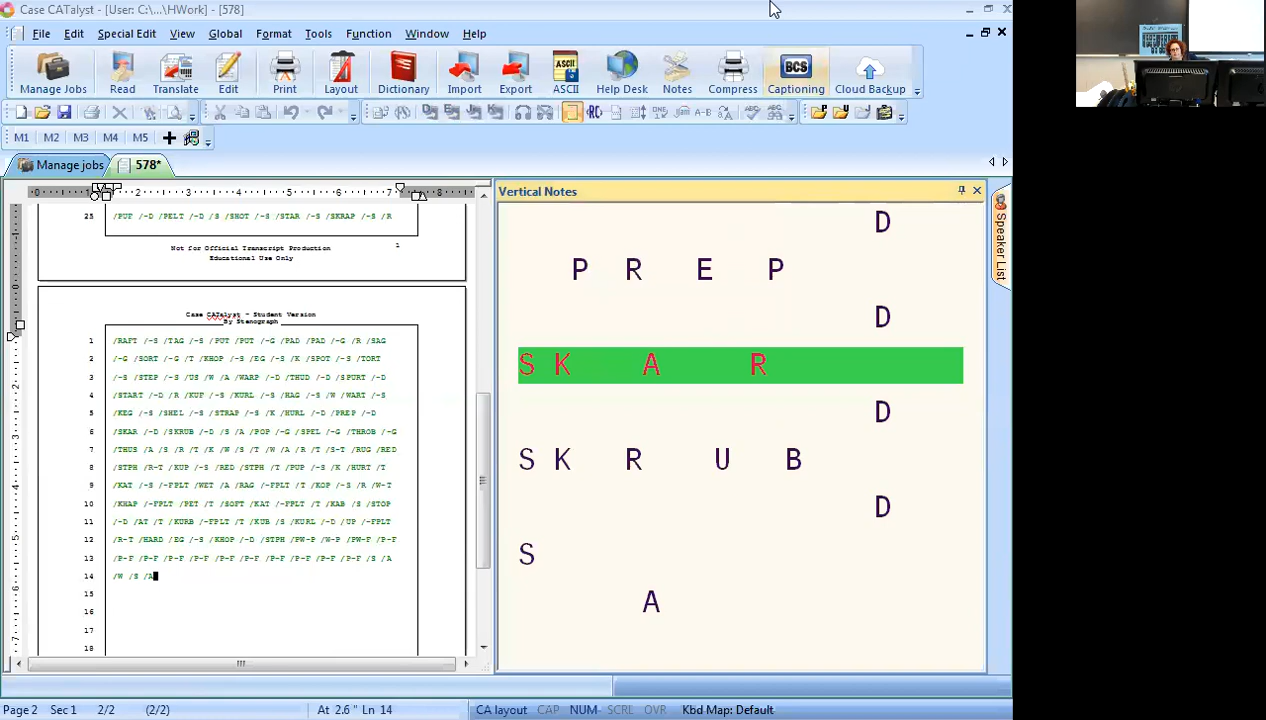 Case CATalyst - [User: C:\...\HWork] - [578]
File Edit Special Edit View Global Format Tools Function Window Help
Manage Jobs Read Translate Edit Print Layout Dictionary Import Export ASCII Help Desk Notes Compress Captioning Cloud Backup
M1 M2 M3 M4 M5
Manage jobs 578*
Vertical Notes
Speaker List
25 /PUF /-D /PELT /-D /S /SHOT /-S /STAR /-S /SKRAP /-S /R
Not for Official Transcript Production 1
Educational Use Only
Case CATalyst - Student Version
By Stenograph
1 /RAFT /-S /TAG /-S /PUT /PUT /-G /PAD /PAD /-G /R /SAG
2 /-G /SORT /-G /T /KHOP /-S /EG /-S /K /SPOT /-S /TORT
3 /-S /STEP /-S /US /W /A /WARP /-D /THUD /-D /SPURT /-D
4 /START /-D /R /KUF /-S /KURL /-S /HAG /-S /W /WART /-S
5 /KEG /-S /SHEL /-S /STRAP /-S /K /HURL /-D /PREP /-D
6 /SKAR /-D /SKRUB /-D /S /A /POP /-G /SPEL /-G /THROB /-G
7 /THUS /A /S /R /T /K /W /S /T /W /A /R /T /S-T /RUG /RED
8 /STPH /R-T /KUP /-S /RED /STPH /T /PUP /-S /K /HURT /T
9 /KAT /-S /-FPLT /WET /A /RAG /-FPLT /T /KOP /-S /R /W-T
10 /KHAP /-FPLT /PET /T /SOFT /KAT /-FPLT /T /KAB /S /STOP
11 /-D /AT /T /KURB /-FPLT /T /KUB /S /KURL /-D /UP /-FPLT
12 /R-T /HARD /EG /-S /KHOP /-D /STPH /PW-P /W-P /PW-F /P-F
13 /P-F /P-F /P-F /P-F /P-F /P-F /P-F /P-F /P-F /P-F /S /A
14 /W /S /A
15
16
17
18
D
P R E P
D
S K A R
D
S K R U B
D
S
A
Page 2 Sec 1 2/2 (2/2) At 2.6 " Ln 14 CA layout CAP NUM SCRL OVR Kbd Map: Default